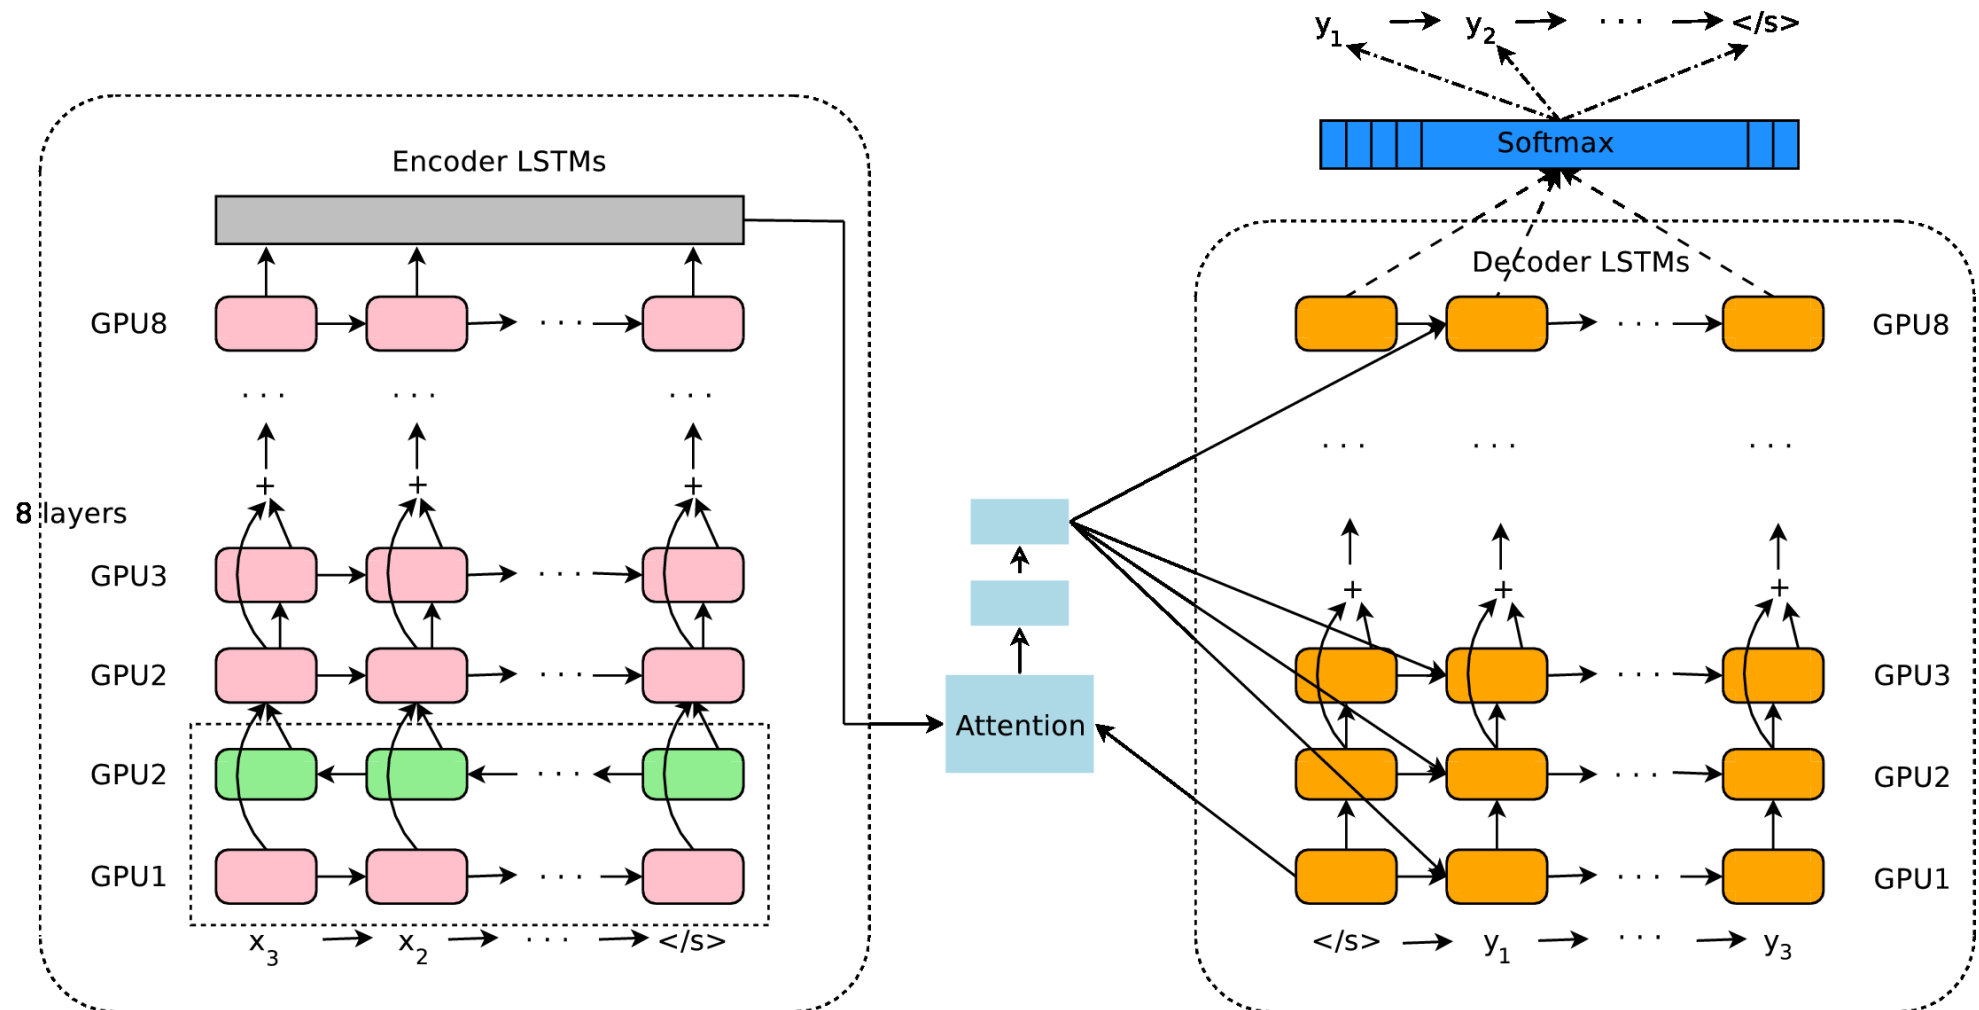 y1 y2 · · · </s>
Softmax
Encoder LSTMs
Decoder LSTMs
GPU8 · · ·
· · · GPU8
· · · · · · · · ·
· · · · · · · · ·
+ + +
8 layers
GPU3 · · ·
+ + +
GPU2 · · ·
· · · GPU3
Attention
GPU2 · · ·
· · · GPU2
GPU1 · · ·
· · · GPU1
x3 x2 · · · </s>
</s> y1 · · · y3